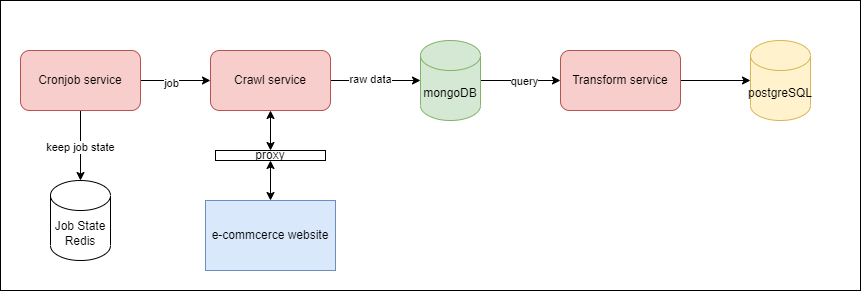 Cronjob service
job
Crawl service
raw data
mongoDB
query
Transform service
postgreSQL
keep job state
proxy
Job State
Redis
e-commcerce website